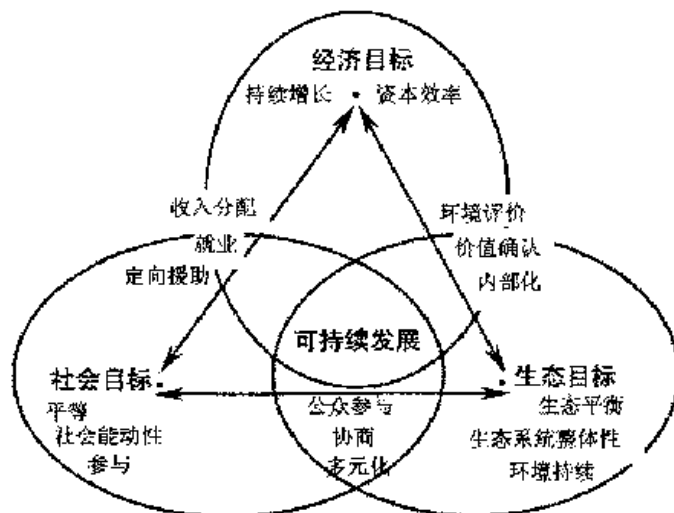 经济目标
持续增长 · 资本效率
收入分配
就业
定向援助
环境评价
价值确认
内部化
可持续发展
社会目标
平等
社会能动性
参与
公众参与
协商
多元化
生态目标
生态平衡
生态系统整体性
环境持续